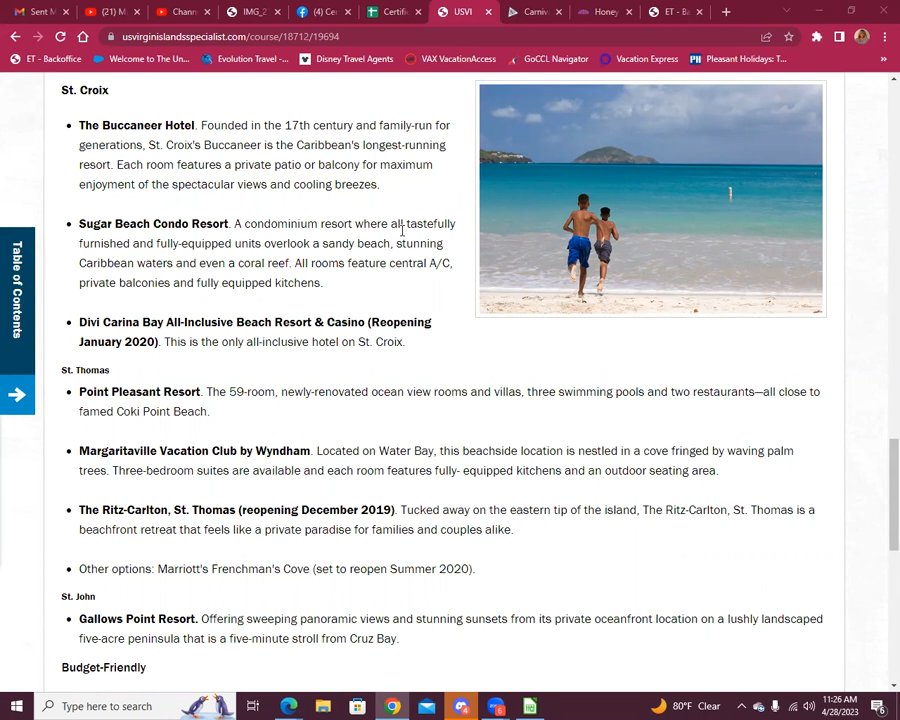 Sent M
(21) M
Chann
IMG_2
(4) Cer
Certific
USVI
Carniv
Honey
ET - Ba
usvirginislandsspecialist.com/course/18712/19694
ET - Backoffice
Welcome to The Un...
Evolution Travel -...
Disney Travel Agents
VAX VacationAccess
GoCCL Navigator
Vacation Express
Pleasant Holidays: T...
»
St. Croix
The Buccaneer Hotel. Founded in the 17th century and family-run for
generations, St. Croix's Buccaneer is the Caribbean's longest-running
resort. Each room features a private patio or balcony for maximum
enjoyment of the spectacular views and cooling breezes.
Sugar Beach Condo Resort. A condominium resort where all tastefully
furnished and fully-equipped units overlook a sandy beach, stunning
Caribbean waters and even a coral reef. All rooms feature central A/C,
private balconies and fully equipped kitchens.
Table of Contents
Divi Carina Bay All-Inclusive Beach Resort & Casino (Reopening
January 2020). This is the only all-inclusive hotel on St. Croix.
St. Thomas
Point Pleasant Resort. The 59-room, newly-renovated ocean view rooms and villas, three swimming pools and two restaurants—all close to
famed Coki Point Beach.
Margaritaville Vacation Club by Wyndham. Located on Water Bay, this beachside location is nestled in a cove fringed by waving palm
trees. Three-bedroom suites are available and each room features fully- equipped kitchens and an outdoor seating area.
The Ritz-Carlton, St. Thomas (reopening December 2019). Tucked away on the eastern tip of the island, The Ritz-Carlton, St. Thomas is a
beachfront retreat that feels like a private paradise for families and couples alike.
Other options: Marriott's Frenchman's Cove (set to reopen Summer 2020).
St. John
Gallows Point Resort. Offering sweeping panoramic views and stunning sunsets from its private oceanfront location on a lushly landscaped
five-acre peninsula that is a five-minute stroll from Cruz Bay.
Budget-Friendly
Type here to search
80°F Clear
11:26 AM
4/28/2023